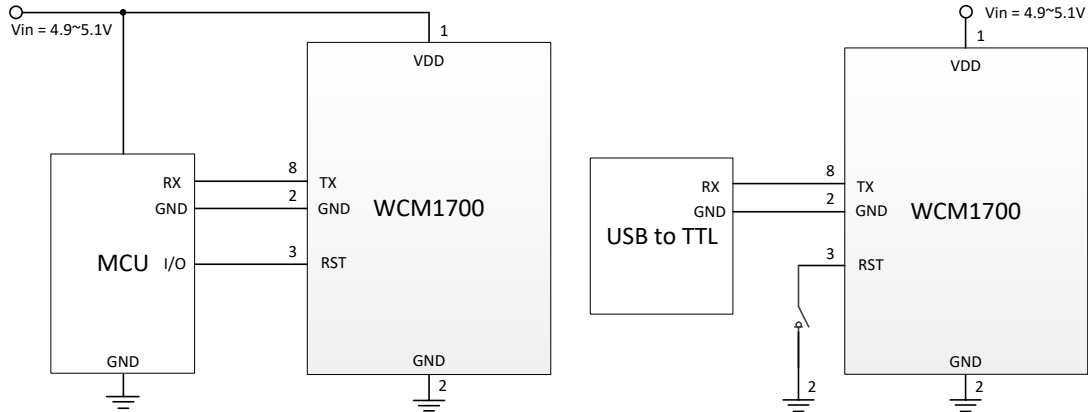 Vin = 4.9~5.1V
1
VDD
RX
8
TX
GND
2
GND
WCM1700
MCU
I/O
3
RST
GND
GND
2
Vin = 4.9~5.1V
1
VDD
RX
8
TX
GND
2
GND
WCM1700
USB to TTL
3
RST
2
GND
2